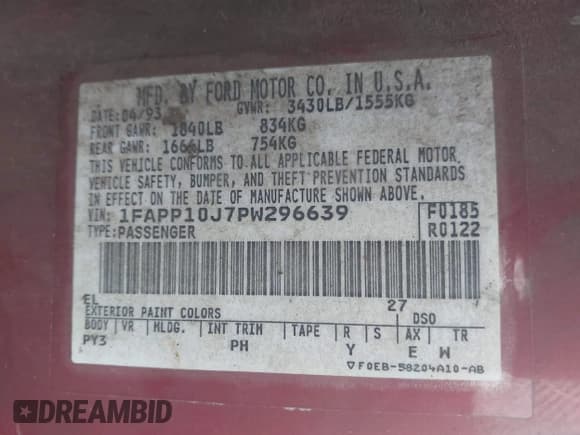 MFD. BY FORD MOTOR CO. IN U.S.A.
DATE: 04/93 GVWR: 3430LB/1555KG
FRONT GAWR: 1840LB 834KG
REAR GAWR: 1664LB 754KG
THIS VEHICLE CONFORMS TO ALL APPLICABLE FEDERAL MOTOR
VEHICLE SAFETY, BUMPER, AND THEFT PREVENTION STANDARDS
IN EFFECT ON THE DATE OF MANUFACTURE SHOWN ABOVE.
VIN: 1FAPP10J7PW296639 F0185
TYPE: PASSENGER R0122
EL 27
EXTERIOR PAINT COLORS DSO
BODY VR MLDG. INT TRIM TAPE R S AX TR
PY3 PH Y E W
▽F0EB-58204A10-AB
DREAMBID